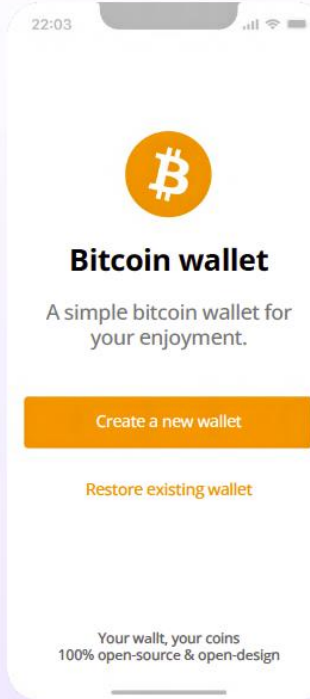 22:03
Bitcoin wallet
A simple bitcoin wallet for
your enjoyment.
Create a new wallet
Restore existing wallet
Your wallt, your coins
100% open-source & open-design